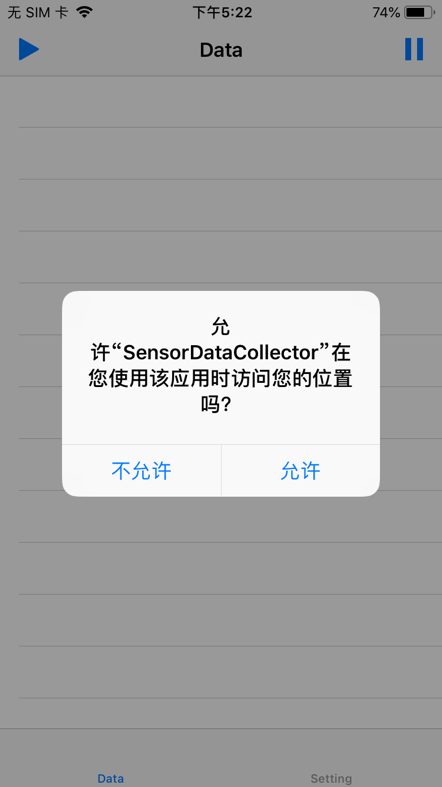 无 SIM 卡 下午5:22 74%
Data
允
许“SensorDataCollector”在
您使用该应用时访问您的位置
吗?
不允许 允许
Data Setting